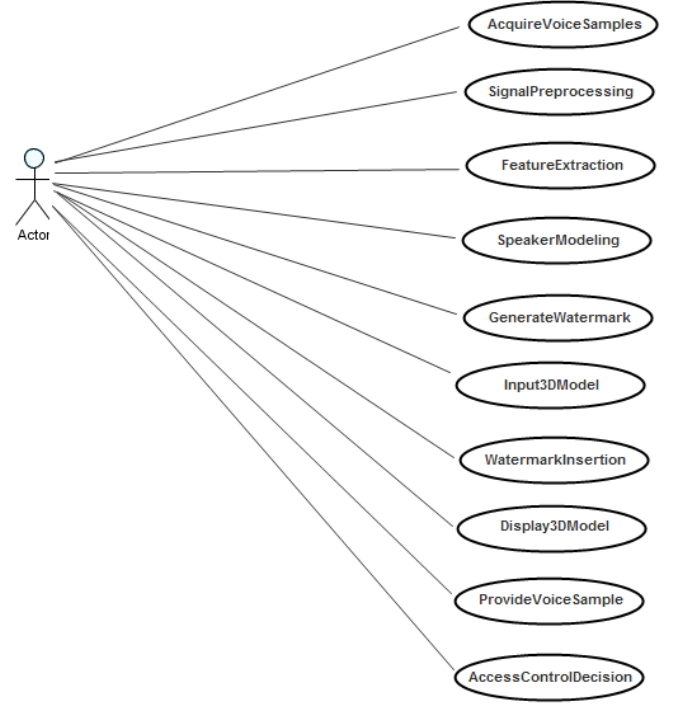 AcquireVoiceSamples
SignalPreprocessing
FeatureExtraction
Actor
SpeakerModeling
GenerateWatermark
Input3DModel
WatermarkInsertion
Display3DModel
ProvideVoiceSample
AccessControlDecision